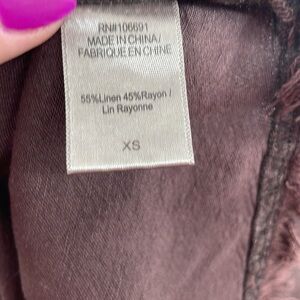 RN#106691
MADE IN CHINA/
FABRIQUE EN CHINE
55%Linen 45%Rayon/
Lin Rayonne
XS